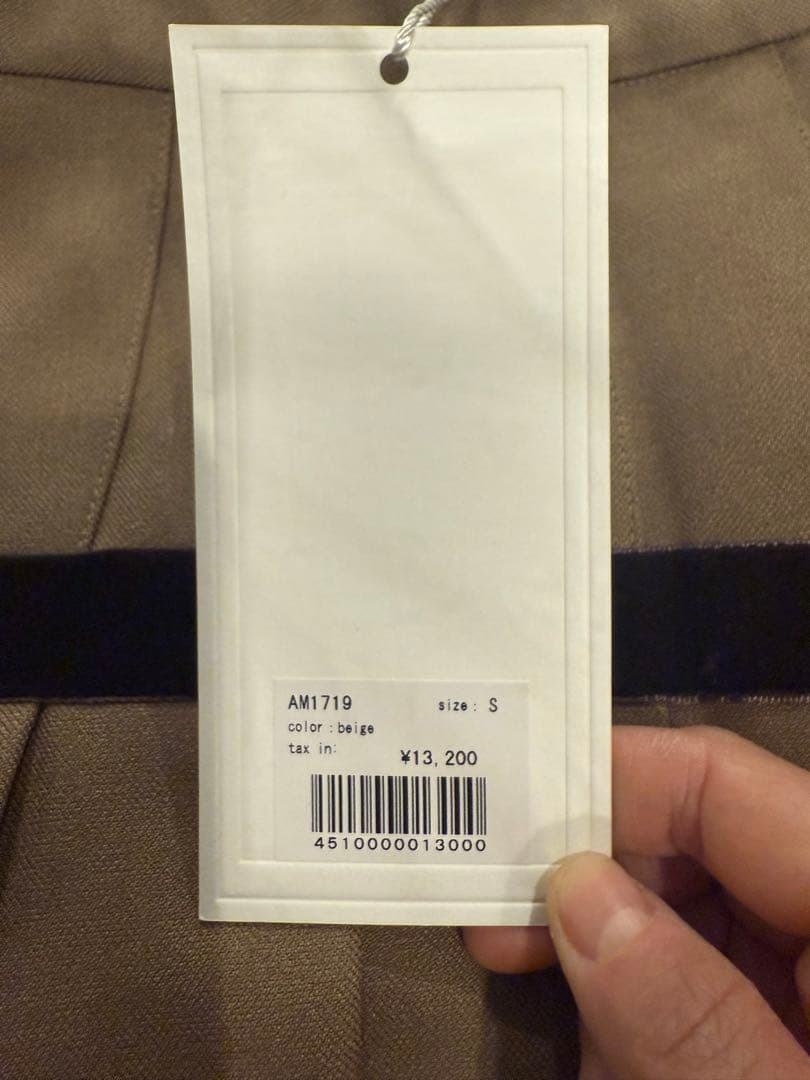 AM1719 size: S
color:beige
tax in:
¥13,200
4510000013000